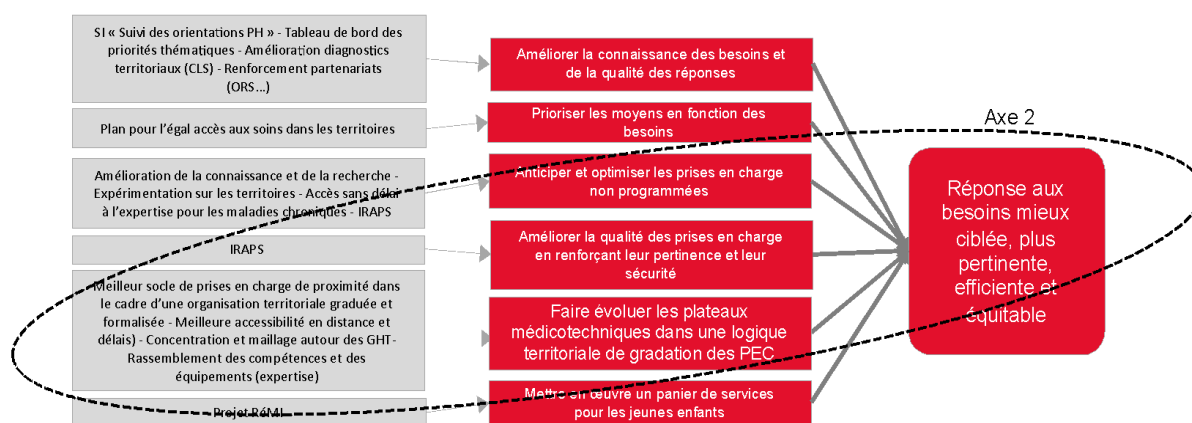 SI « Suivi des orientations PH » - Tableau de bord des
priorités thématiques - Amélioration diagnostics
territoriaux (CLS) - Renforcement partenariats
(ORS...)
Plan pour l'égal accès aux soins dans les territoires
Amélioration de la connaissance et de la recherche -
Expérimentation sur les territoires - Accès sans délai
à l'expertise pour les maladies chroniques - IRAPS
IRAPS
Meilleur socle de prises en charge de proximité dans
le cadre d'une organisation territoriale graduée et
formalisée - Meilleure accessibilité en distance et
délais) - Concentration et maillage autour des GHT-
Rassemblement des compétences et des
équipements (expertise)
Projet RéMI
Améliorer la connaissance des besoins et
de la qualité des réponses
Prioriser les moyens en fonction des
besoins
Anticiper et optimiser les prises en charge
non programmées
Améliorer la qualité des prises en charge
en renforçant leur pertinence et leur
sécurité
Faire évoluer les plateaux
médicotechniques dans une logique
territoriale de gradation des PEC
Mettre en œuvre un panier de services
pour les jeunes enfants
Axe 2
Réponse aux
besoins mieux
ciblée, plus
pertinente,
efficiente et
équitable